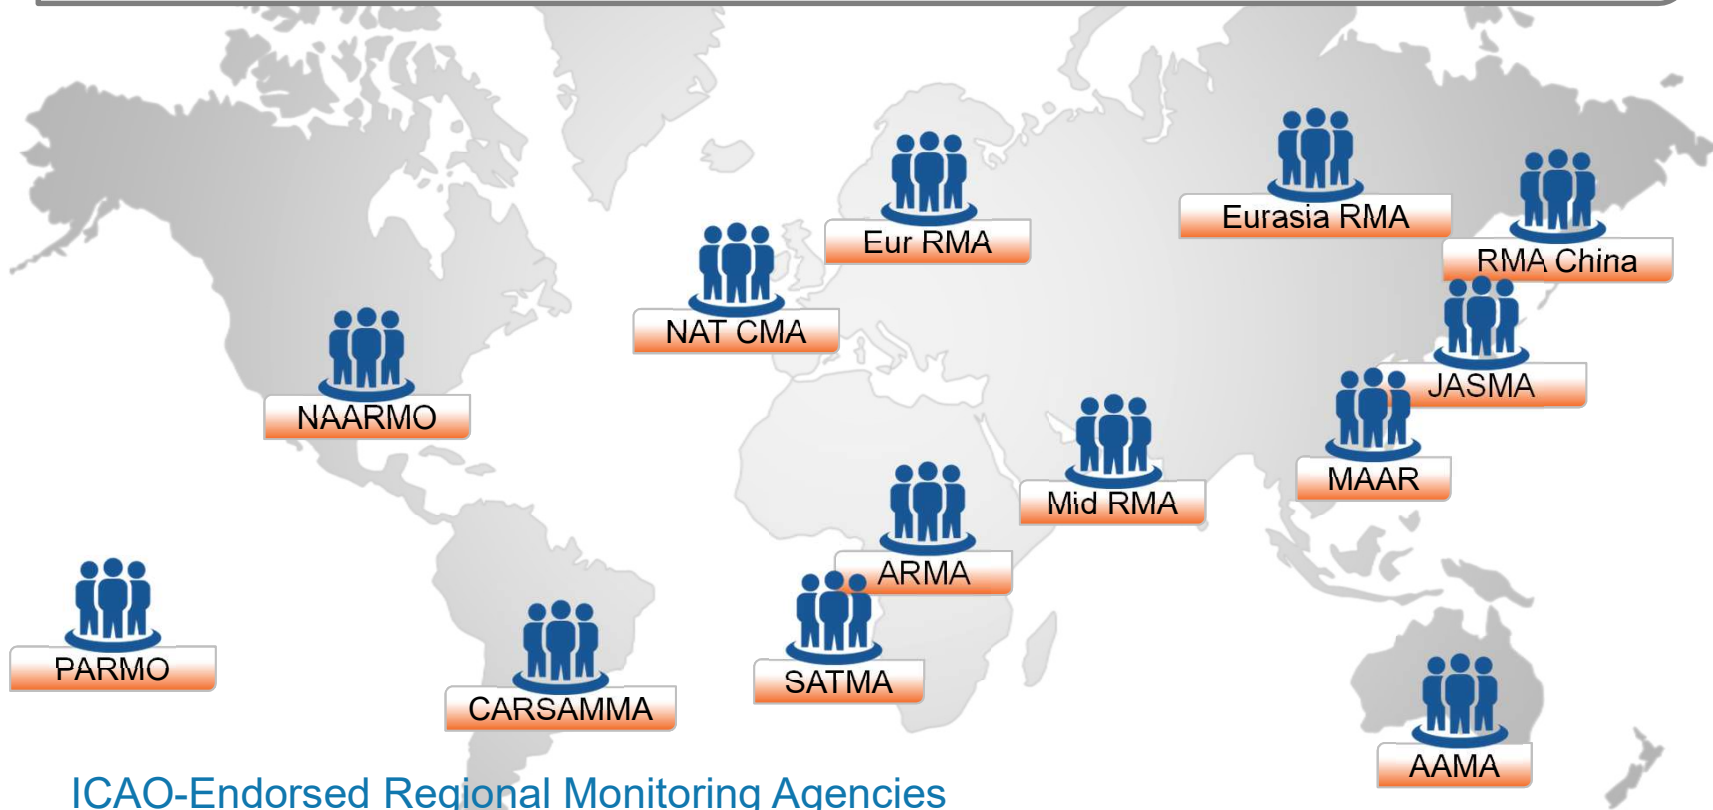 Eur RMA
Eurasia RMA
RMA China
NAT CMA
JASMA
NAARMO
MAAR
Mid RMA
ARMA
PARMO
SATMA
CARSAMMA
AAMA
ICAO-Endorsed Regional Monitoring Agencies